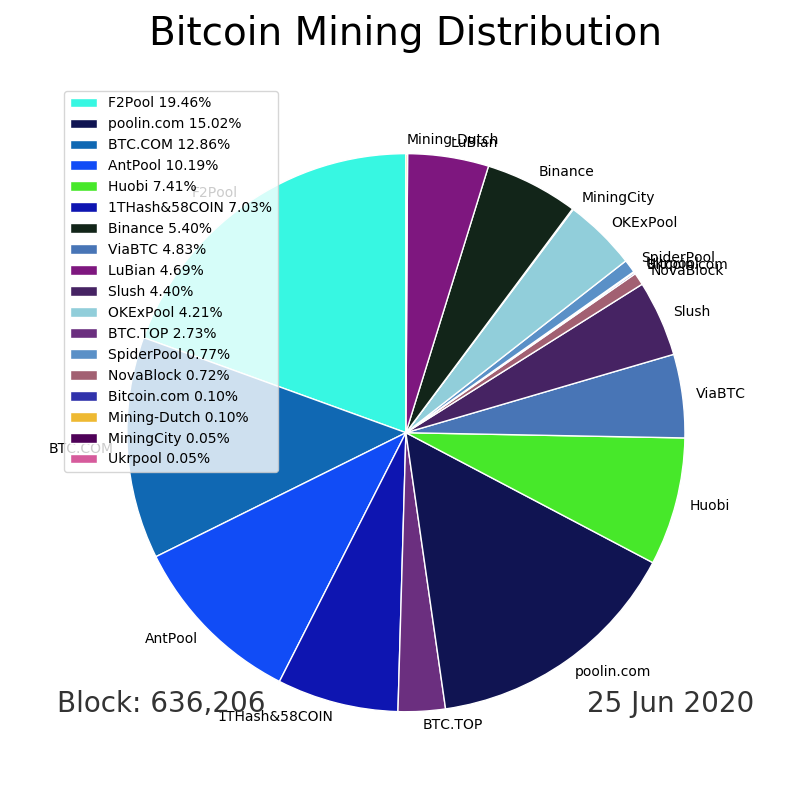 Bitcoin Mining Distribution
F2Pool 19.46%
poolin.com 15.02%
BTC.COM 12.86%
AntPool 10.19%
Huobi 7.41%
1THash&58COIN 7.03%
Binance 5.40%
ViaBTC 4.83%
LuBian 4.69%
Slush 4.40%
OKExPool 4.21%
BTC.TOP 2.73%
SpiderPool 0.77%
NovaBlock 0.72%
Bitcoin.com 0.10%
Mining-Dutch 0.10%
MiningCity 0.05%
Ukrpool 0.05%
Mining-Dutch
LuBian
Binance
MiningCity
OKExPool
SpiderPool
NovaBlock
Slush
ViaBTC
Huobi
poolin.com
BTC.TOP
1THash&58COIN
AntPool
BTC.COM
F2Pool
Block: 636,206
25 Jun 2020